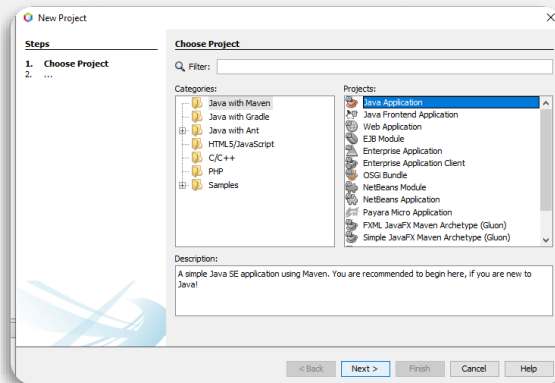 New Project
Steps
1. Choose Project
2. ...
Choose Project
Filter:
Categories:
Java with Maven
Java with Gradle
Java with Ant
HTML5/JavaScript
C/C++
PHP
Samples
Projects:
Java Application
Java Frontend Application
Web Application
EJB Module
Enterprise Application
Enterprise Application Client
OSGi Bundle
NetBeans Module
NetBeans Application
Payara Micro Application
FXML JavaFX Maven Archetype (Gluon)
Simple JavaFX Maven Archetype (Gluon)
Description:
A simple Java SE application using Maven. You are recommended to begin here, if you are new to
Java!
< Back
Next >
Finish
Cancel
Help